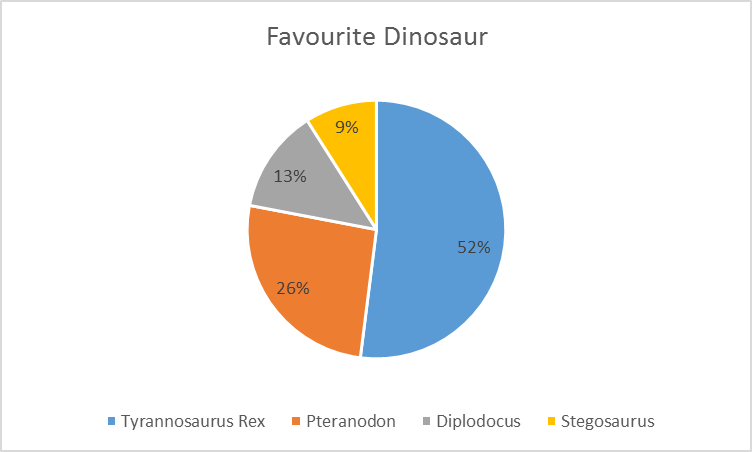 Favourite Dinosaur
9%
13%
52%
26%
Tyrannosaurus Rex Pteranodon Diplodocus Stegosaurus